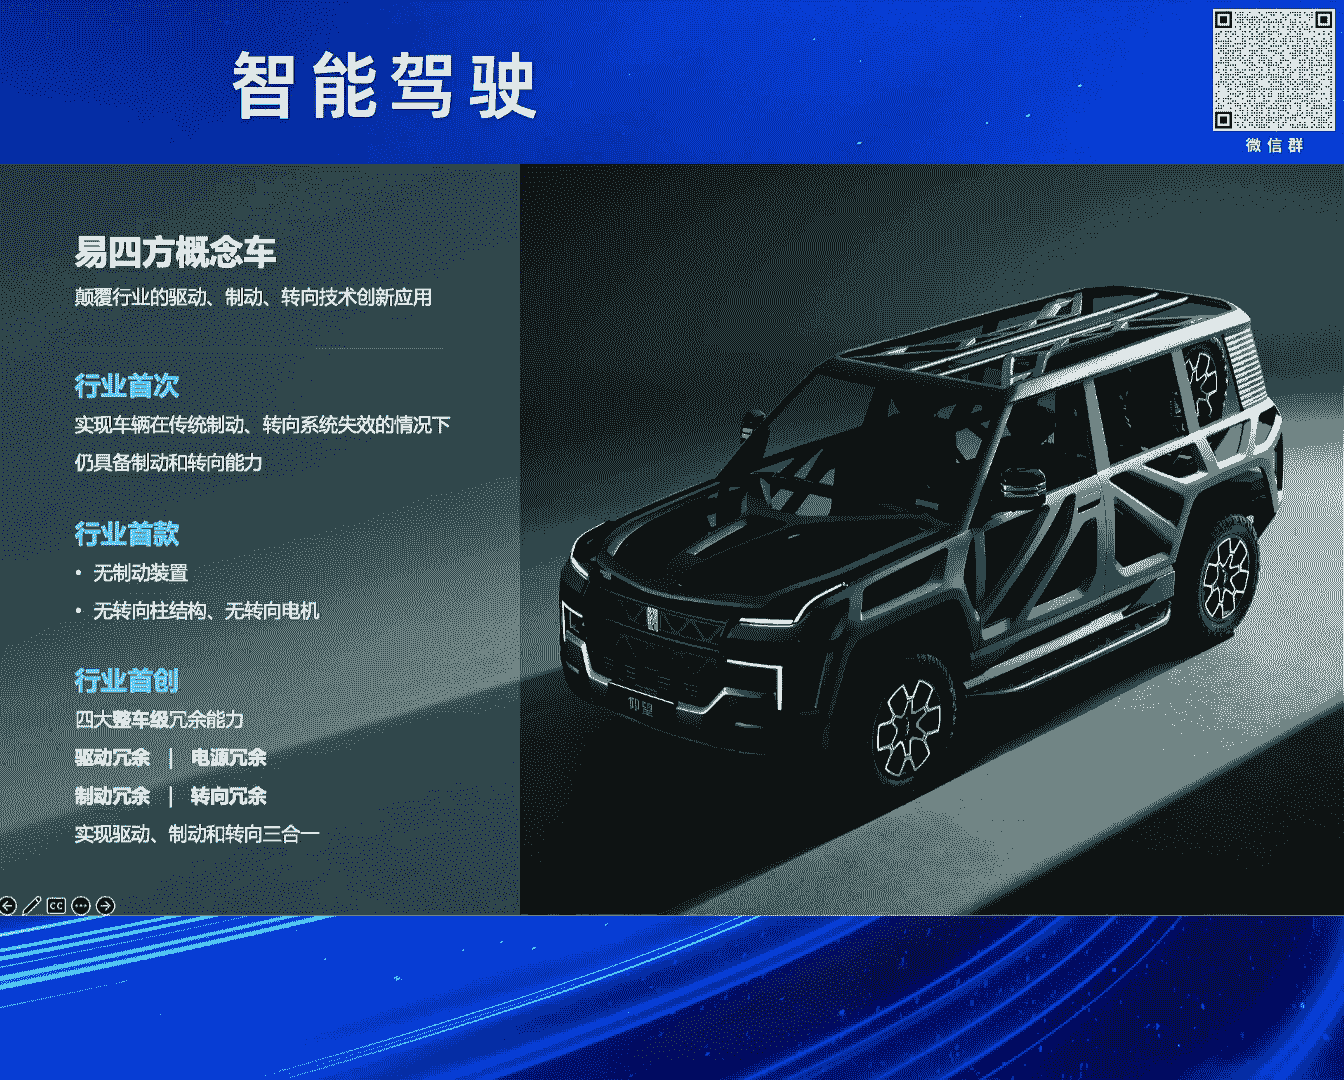 智能驾驶
微信群
易四方概念车
颠覆行业的驱动、制动、转向技术创新应用
行业首次
实现车辆在传统制动、转向系统失效的情况下
仍具备制动和转向能力
行业首款
• 无制动装置
• 无转向柱结构、无转向电机
行业首创
四大整车级冗余能力
驱动冗余 | 电源冗余
制动冗余 | 转向冗余
实现驱动、制动和转向三合一
仰望
CC